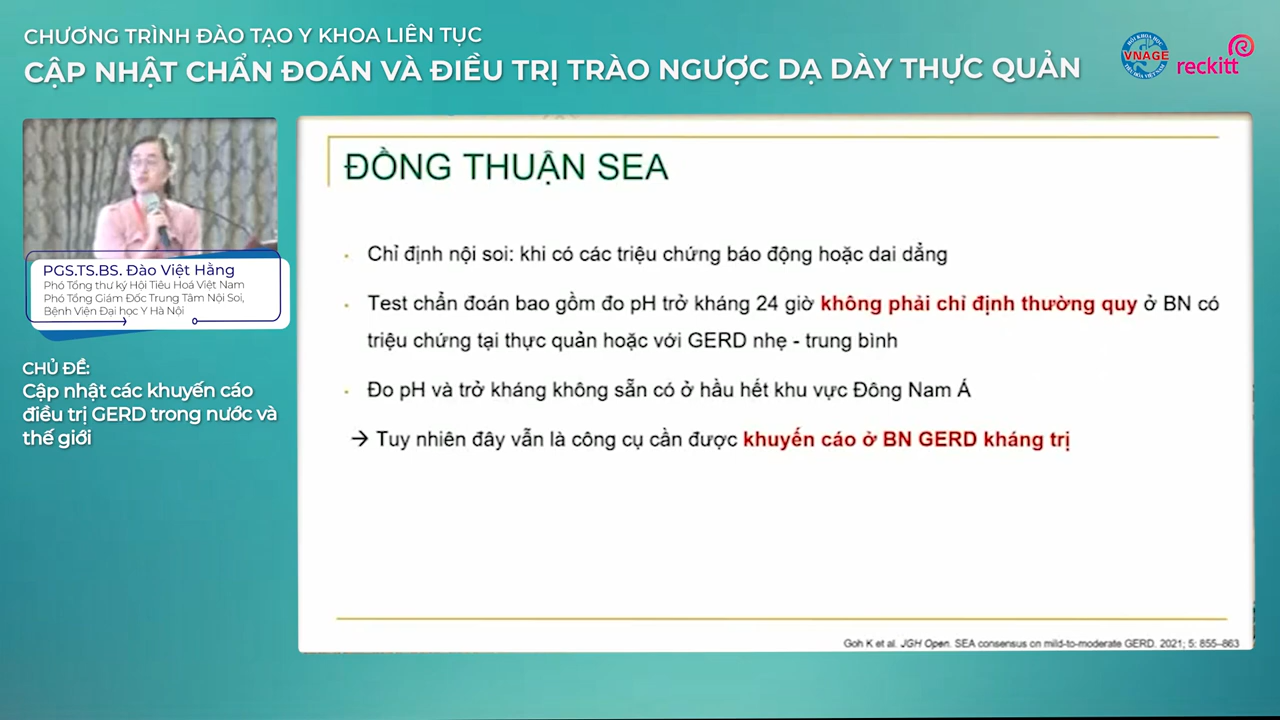 CHƯƠNG TRÌNH ĐÀO TẠO Y KHOA LIÊN TỤC
CẬP NHẬT CHẨN ĐOÁN VÀ ĐIỀU TRỊ TRÀO NGƯỢC DẠ DÀY THỰC QUẢN
HỘI KHOA HỌC
VNAGE
TIÊU HÓA VIỆT NAM
reckitt
PGS.TS.BS. Đào Việt Hằng
Phó Tổng thư ký Hội Tiêu Hoá Việt Nam
Phó Tổng Giám Đốc Trung Tâm Nội Soi,
Bệnh Viện Đại học Y Hà Nội
CHỦ ĐỀ:
Cập nhật các khuyến cáo
điều trị GERD trong nước và
thế giới
ĐỒNG THUẬN SEA
• Chỉ định nội soi: khi có các triệu chứng báo động hoặc dai dẳng
• Test chẩn đoán bao gồm đo pH trở kháng 24 giờ không phải chỉ định thường quy ở BN có
triệu chứng tại thực quản hoặc với GERD nhẹ - trung bình
• Đo pH và trở kháng không sẵn có ở hầu hết khu vực Đông Nam Á
→ Tuy nhiên đây vẫn là công cụ cần được khuyến cáo ở BN GERD kháng trị
Goh K et al. JGH Open. SEA consensus on mild-to-moderate GERD. 2021; 5: 855–863